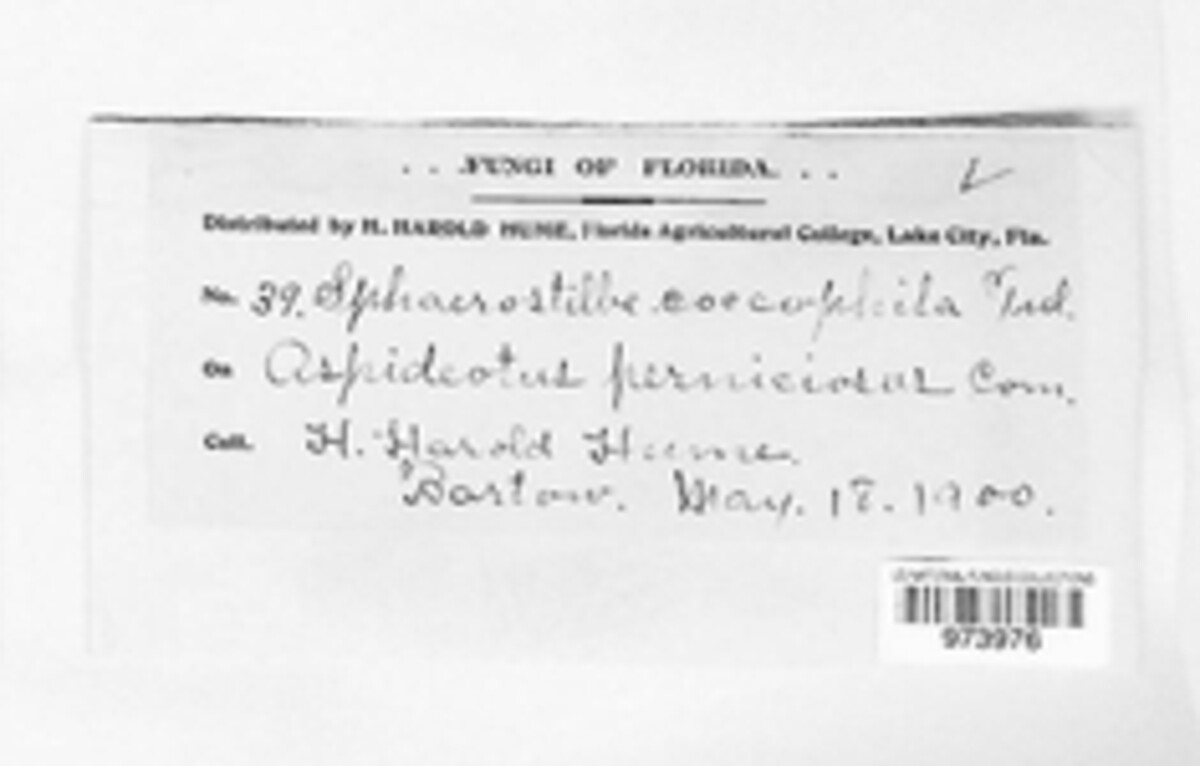 . . FUNGI OF FLORIDA. . .
Distributed by H. HAROLD HUME, Florida Agricultural College, Lake City, Fla.
No. 39. Sphaerostilbe coccophila Tul.
On Aspidiotus perniciosus Com.
Coll. H. Harold Hume.
Bartow. May. 18. 1900.
973976